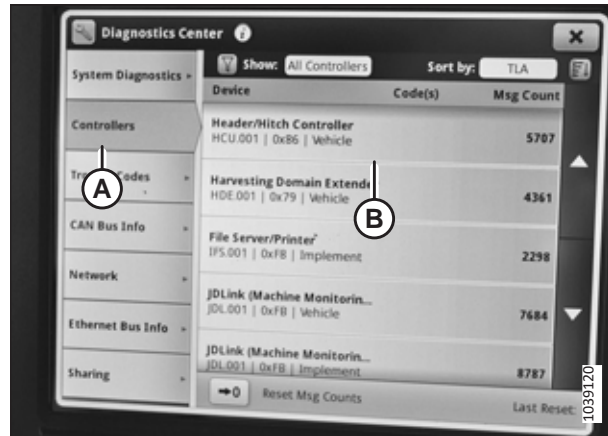 Diagnostics Center
System Diagnostics
Show: All Controllers Sort by: TLA
Device Code(s) Msg Count
Controllers
Header/Hitch Controller
HCU.001 | 0xB6 | Vehicle 5707
Codes
A
Harvesting Domain
HDE.001 | 0x79 | Vehicle 4361
B
CAN Bus Info
File Server/Printer
IFS.001 | 0xFB | Implement 2298
Network
JDLink (Machine Monitorin...
JDL.001 | 0xFB | Vehicle 7684
Ethernet Bus Info
JDLink (Machine Monitorin...
JDL.001 | 0xFB | Implement 8787
Sharing
0 Reset Msg Counts
Last Reset:
1039120